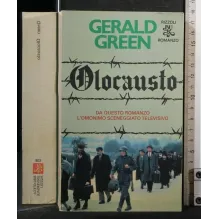 GERALD
GREEN
RIZZOLI
ROMANZO
Olocausto
DA QUESTO ROMANZO
L'OMONIMO SCENEGGIATO TELEVISIVO